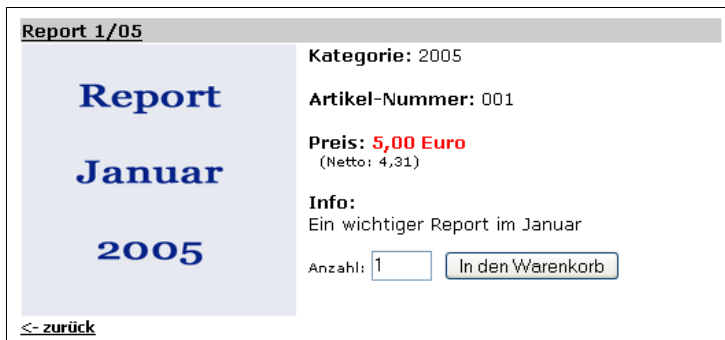 Report 1/05
Report
Januar
2005
Kategorie: 2005
Artikel-Nummer: 001
Preis: 5,00 Euro
(Netto: 4,31)
Info:
Ein wichtiger Report im Januar
Anzahl: 1 In den Warenkorb
<- zurück